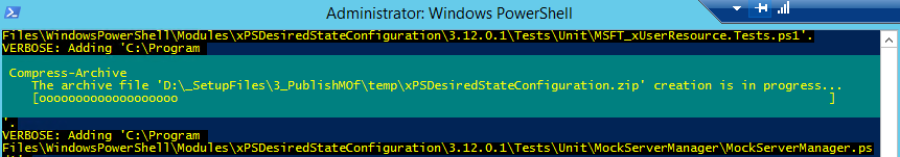 Administrator: Windows PowerShell
Files\WindowsPowerShell\Modules\xPSDesiredStateConfiguration\3.12.0.1\Tests\Unit\MSFT_xUserResource.Tests.ps1'.
VERBOSE: Adding 'C:\Program
Compress-Archive
The archive file 'D:\_SetupFiles\3_PublishMOf\temp\xPSDesiredStateConfiguration.zip' creation is in progress...
[ooooooooooooooooooo ]
'.
VERBOSE: Adding 'C:\Program
Files\WindowsPowerShell\Modules\xPSDesiredStateConfiguration\3.12.0.1\Tests\Unit\MockServerManager\MockServerManager.ps